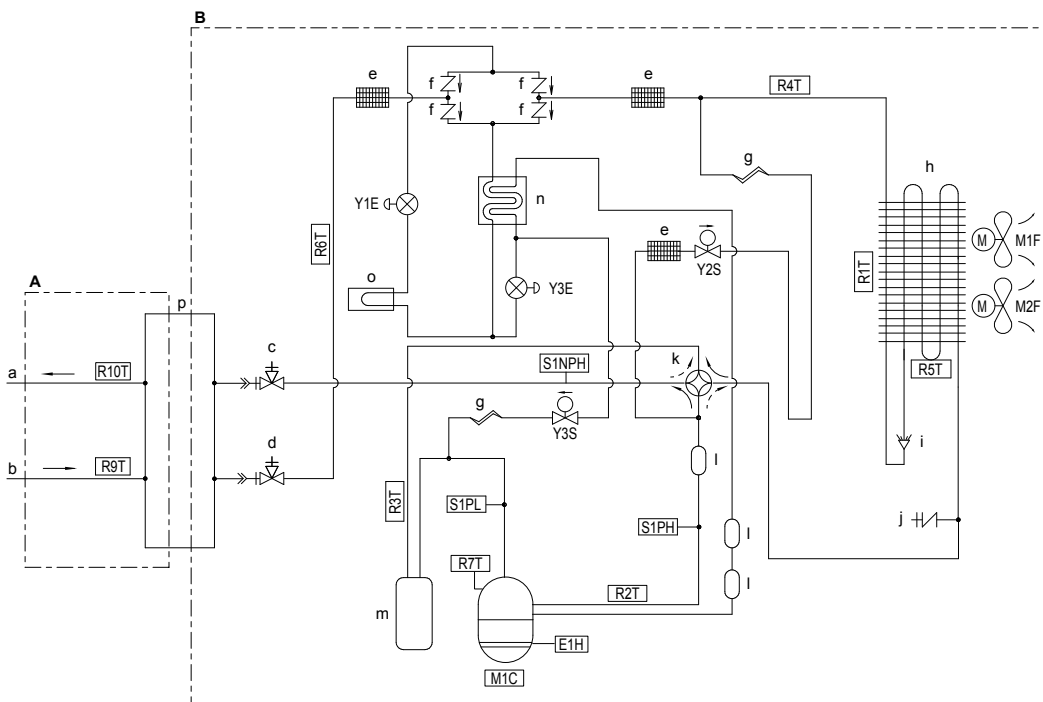 B
e
f
f
e
R4T
f
f
g
h
n
Y1E
R6T
e
Y2S
R1T
M
M1F
A
o
Y3E
M
M2F
p
c
k
R5T
a
R10T
S1NPH
g
Y3S
i
b
R9T
d
l
R3T
S1PL
S1PH
l
j
R7T
l
R2T
m
E1H
M1C